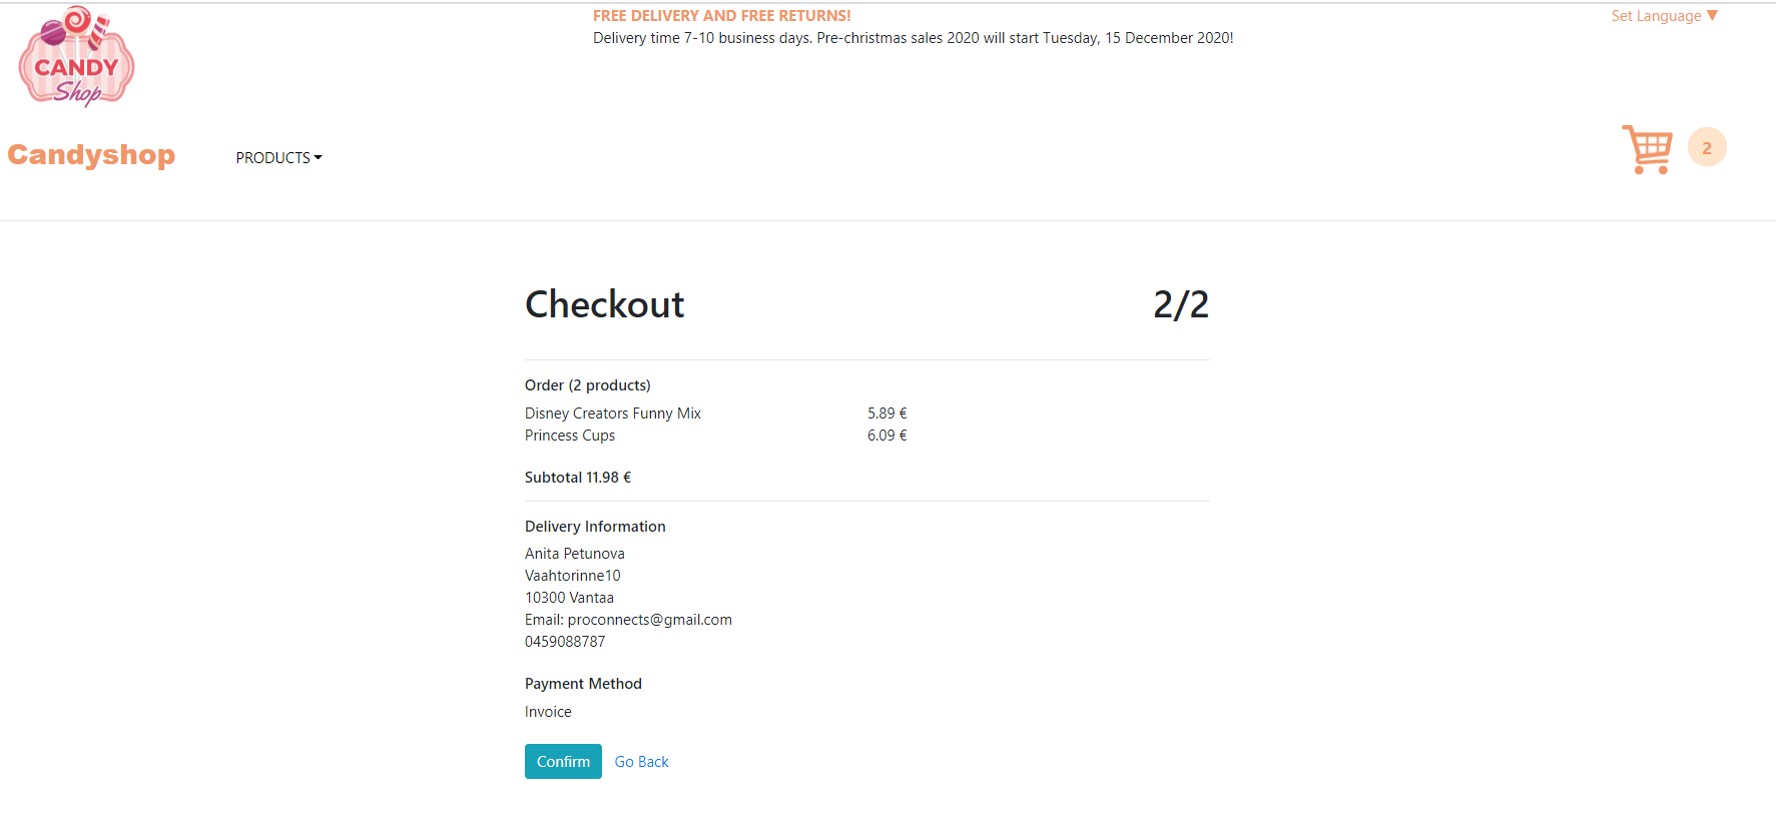 FREE DELIVERY AND FREE RETURNS!
Set Language ▼
Delivery time 7-10 business days. Pre-christmas sales 2020 will start Tuesday, 15 December 2020!
CANDY
Shop
Candyshop
PRODUCTS
2
Checkout 2/2
Order (2 products)
Disney Creators Funny Mix 5.89 €
Princess Cups 6.09 €
Subtotal 11.98 €
Delivery Information
Anita Petunova
Vaahtorinne10
10300 Vantaa
Email: proconnects@gmail.com
0459088787
Payment Method
Invoice
Confirm Go Back